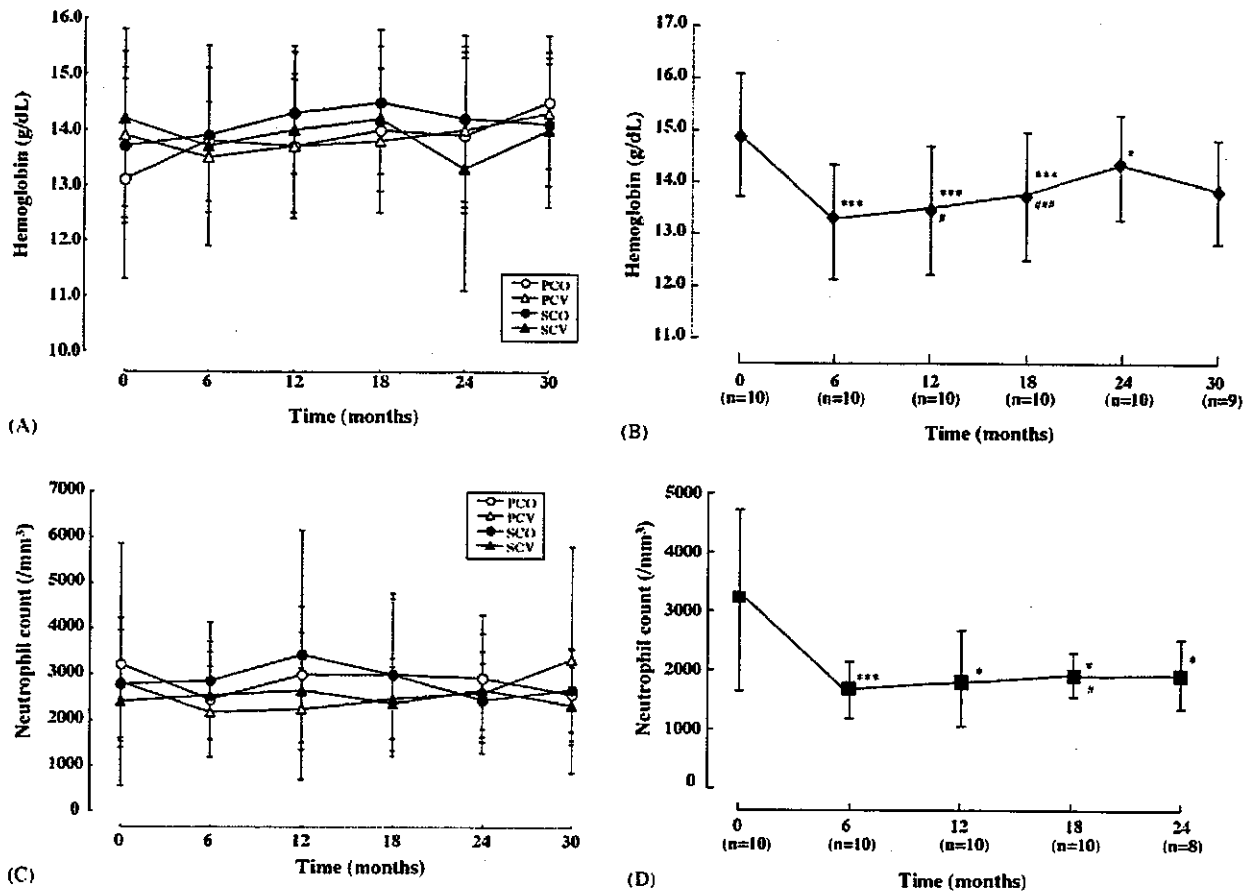 16.0
15.0
14.0
13.0
12.0
11.0
10.0
Hemoglobin (g/dL)
PCO
PCV
SCO
SCV
0 6 12 18 24 30
Time (months)
(A)
17.0
16.0
15.0
14.0
13.0
12.0
11.0
Hemoglobin (g/dL)
***
***
#
***
###
*
0 6 12 18 24 30
(n=10) (n=10) (n=10) (n=10) (n=10) (n=9)
Time (months)
(B)
7000
6000
5000
4000
3000
2000
1000
0
Neutrophil count (/mm³)
PCO
PCV
SCO
SCV
0 6 12 18 24 30
Time (months)
(C)
5000
4000
3000
2000
1000
0
Neutrophil count (/mm³)
***
*
*
#
*
0 6 12 18 24
(n=10) (n=10) (n=10) (n=10) (n=8)
Time (months)
(D)